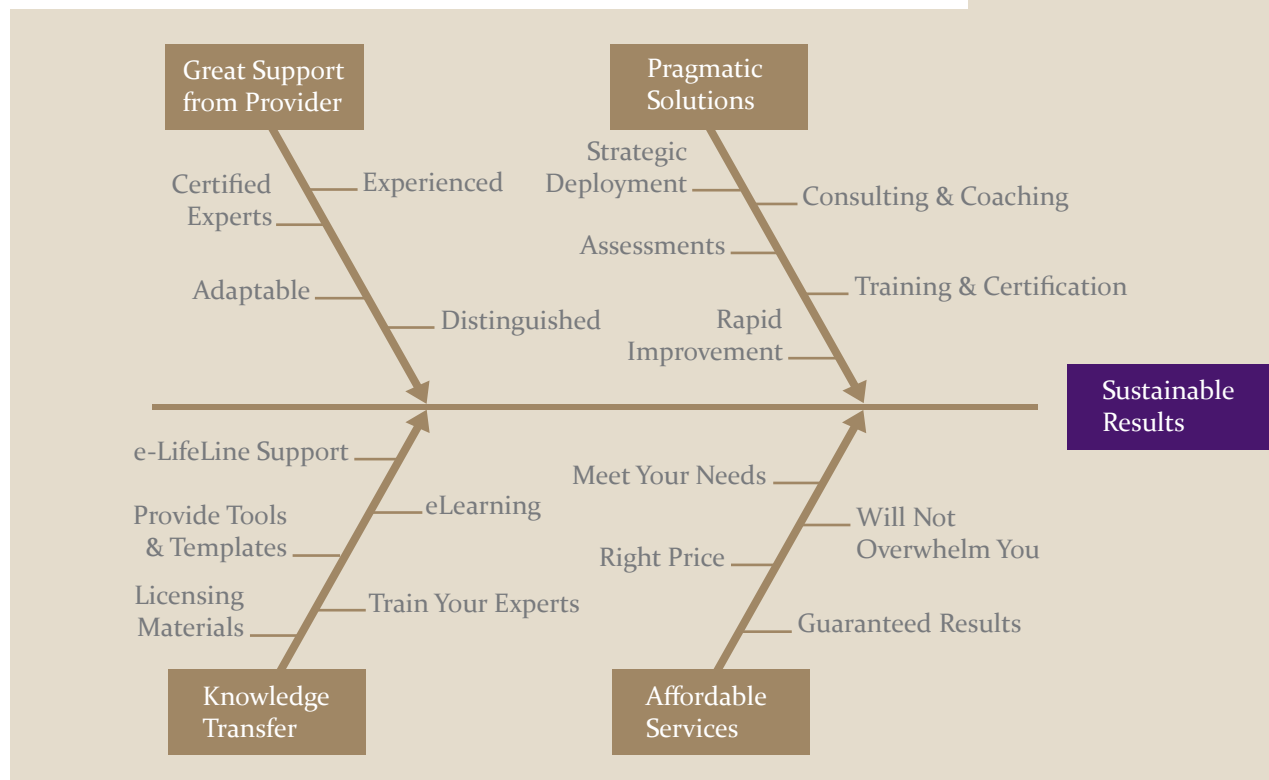 Great Support
from Provider
Certified
Experts
Experienced
Adaptable
Distinguished
Pragmatic
Solutions
Strategic
Deployment
Consulting & Coaching
Assessments
Training & Certification
Rapid
Improvement
Sustainable
Results
e-LifeLine Support
eLearning
Provide Tools
& Templates
Train Your Experts
Licensing
Materials
Knowledge
Transfer
Meet Your Needs
Will Not
Overwhelm You
Right Price
Guaranteed Results
Affordable
Services